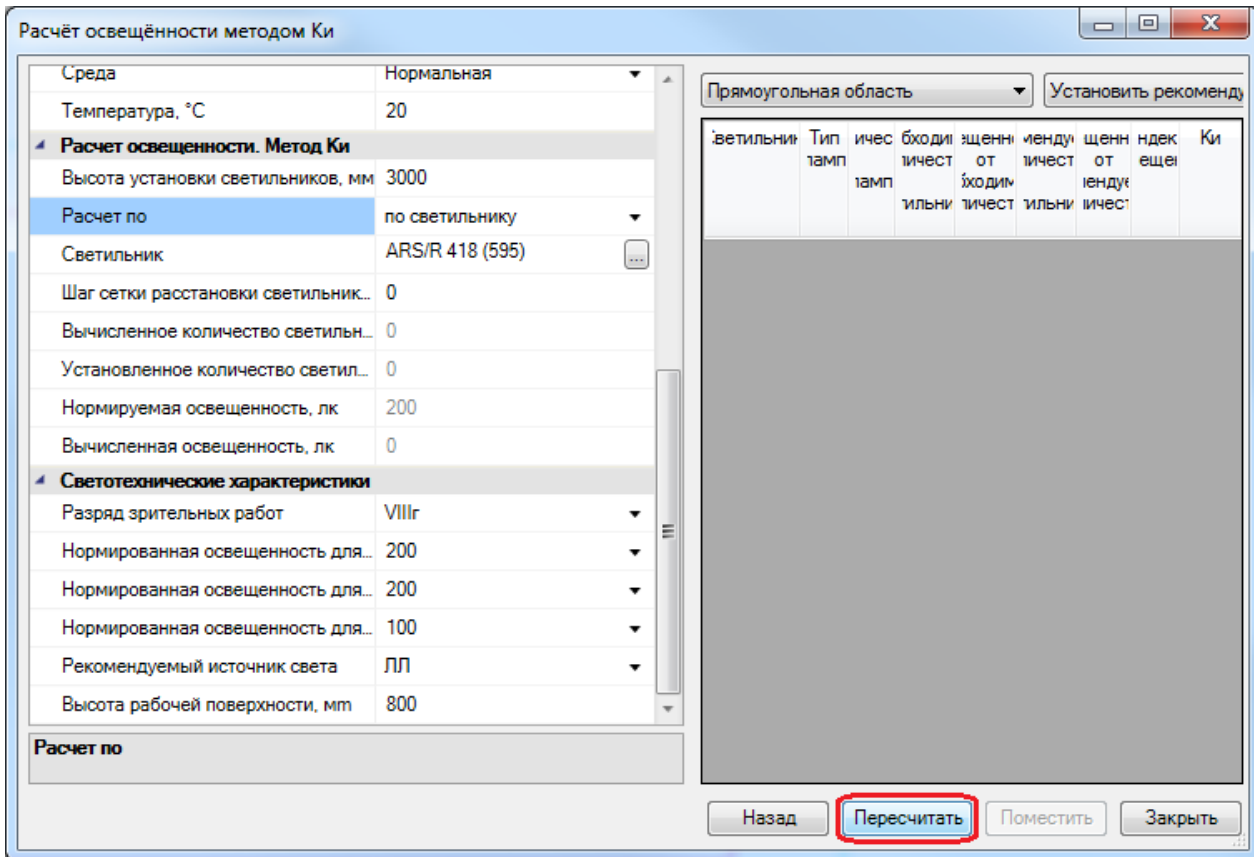 Расчёт освещённости методом Ки
Среда Нормальная
Температура, °C 20
Расчет освещенности. Метод Ки
Высота установки светильников, мм 3000
Расчет по по светильнику
Светильник ARS/R 418 (595) ...
Шаг сетки расстановки светильник... 0
Вычисленное количество светильн... 0
Установленное количество светил... 0
Нормируемая освещенность, лк 200
Вычисленная освещенность, лк 0
Светотехнические характеристики
Разряд зрительных работ VIIIг
Нормированная освещенность для... 200
Нормированная освещенность для... 200
Нормированная освещенность для... 100
Рекомендуемый источник света ЛЛ
Высота рабочей поверхности, mm 800
Расчет по
Прямоугольная область Установить рекоменду
Тип от от Ки
Назад Пересчитать Поместить Закрыть